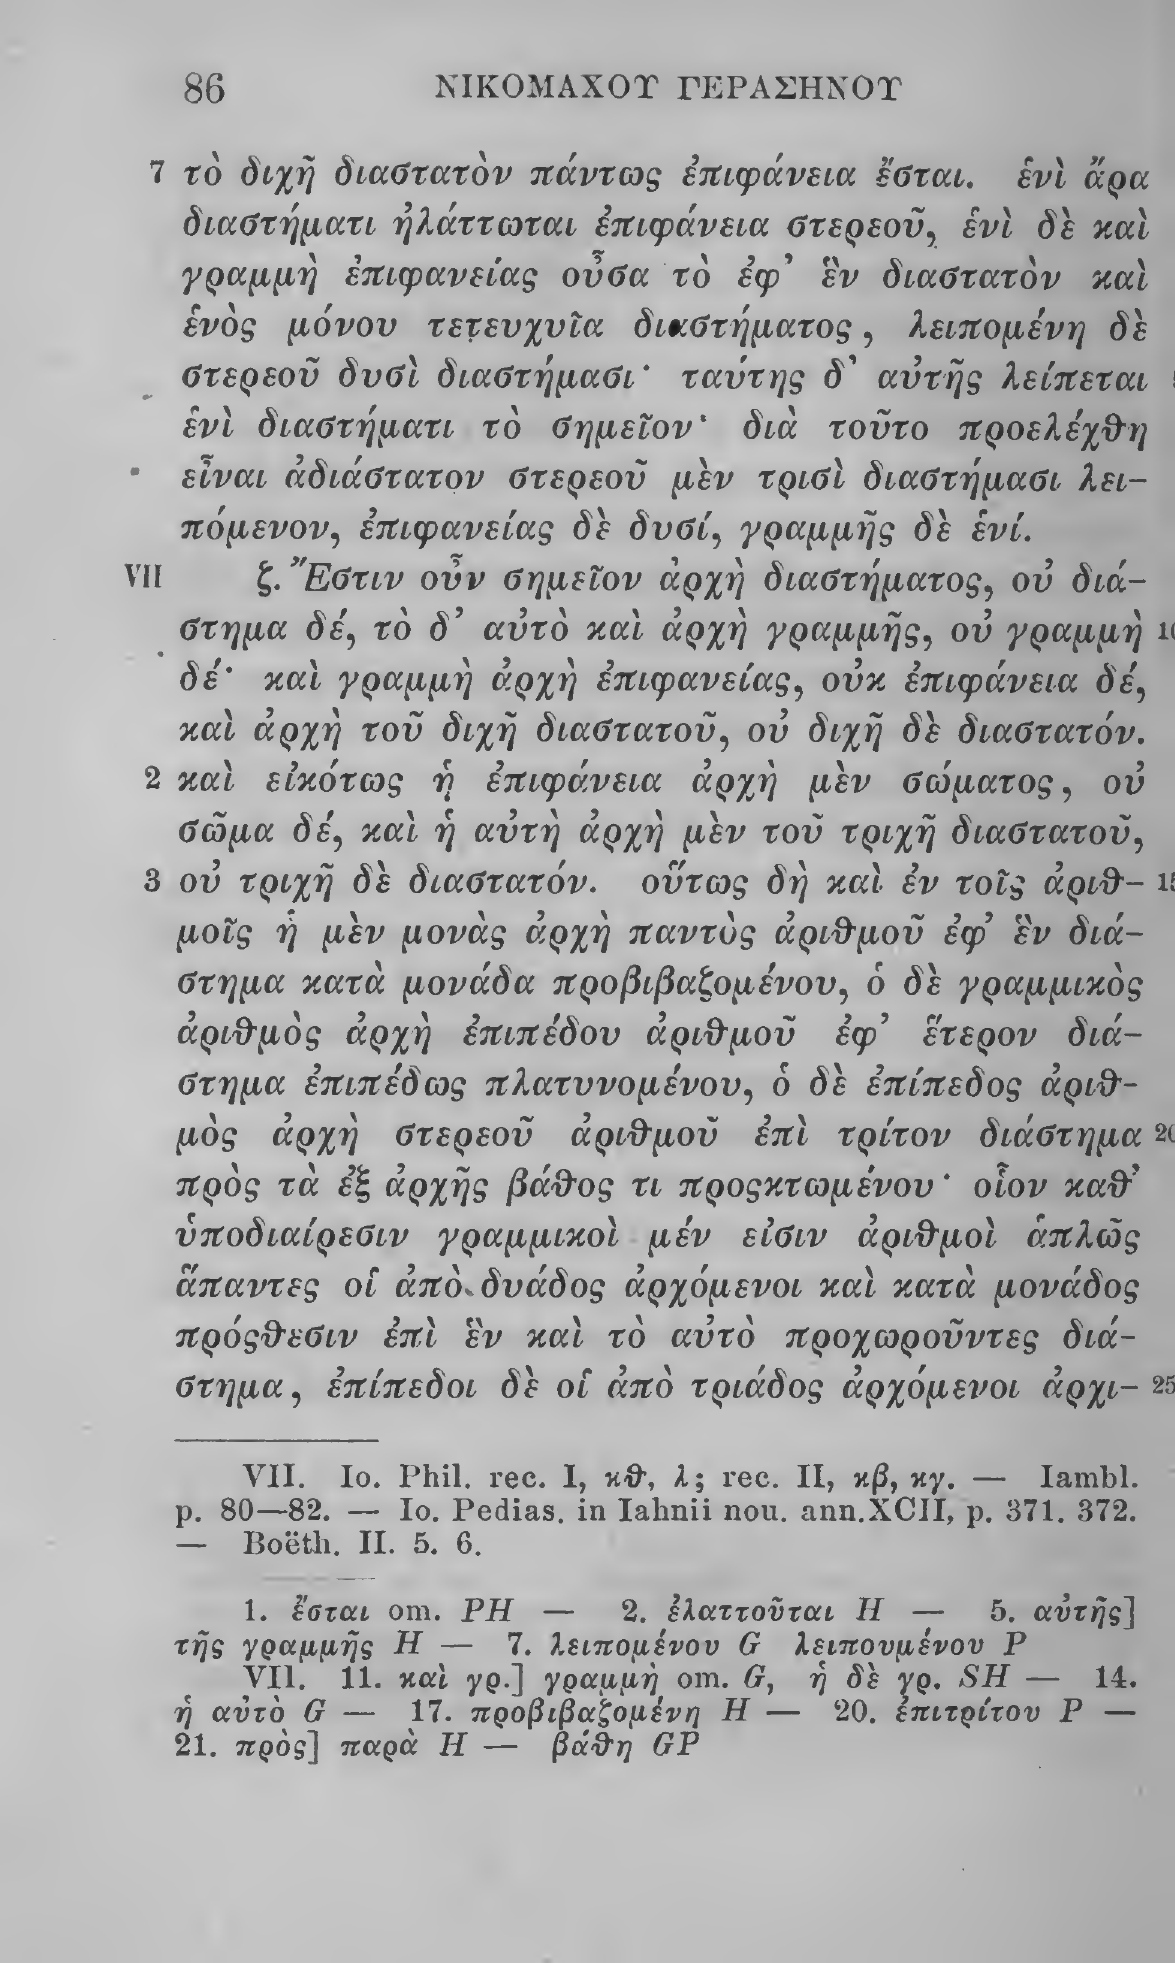 86 ΝΙΚΟΜΑΧΟΥ ΓΕΡΑΣΗΝΟΥ
7 τὸ διχῆ διαστατὸν πάντως ἐπιφάνεια ἔσται. ἑνὶ ἄρα
διαστήματι ἠλάττωται ἐπιφάνεια στερεοῦ, ἑνὶ δὲ καὶ
γραμμὴ ἐπιφανείας οὖσα τὸ ἐφ’ ἓν διαστατὸν καὶ
ἑνὸς μόνου τετευχυῖα διαστήματος, λειπομένη δὲ
στερεοῦ δυσὶ διαστήμασι· ταύτης δ’ αὐτῆς λείπεται
ἑνὶ διαστήματι τὸ σημεῖον· διὰ τοῦτο προελέχθη
εἶναι ἀδιάστατον στερεοῦ μὲν τρισὶ διαστήμασι λει-
πόμενον, ἐπιφανείας δὲ δυσί, γραμμῆς δὲ ἑνί.
VII ζ. Ἔστιν οὖν σημεῖον ἀρχὴ διαστήματος, οὐ διά-
στημα δέ, τὸ δ’ αὐτὸ καὶ ἀρχὴ γραμμῆς, οὐ γραμμὴ 10
δέ· καὶ γραμμὴ ἀρχὴ ἐπιφανείας, οὐκ ἐπιφάνεια δέ,
καὶ ἀρχὴ τοῦ διχῆ διαστατοῦ, οὐ διχῆ δὲ διαστατόν.
2 καὶ εἰκότως ἡ ἐπιφάνεια ἀρχὴ μὲν σώματος, οὐ
σῶμα δέ, καὶ ἡ αὐτὴ ἀρχὴ μὲν τοῦ τριχῆ διαστατοῦ,
3 οὐ τριχῆ δὲ διαστατόν. οὕτως δὴ καὶ ἐν τοῖς ἀριθ- 15
μοῖς ἡ μὲν μονὰς ἀρχὴ παντὸς ἀριθμοῦ ἐφ’ ἓν διά-
στημα κατὰ μονάδα προβιβαζομένου, ὁ δὲ γραμμικὸς
ἀριθμὸς ἀρχὴ ἐπιπέδου ἀριθμοῦ ἐφ’ ἕτερον διά-
στημα ἐπιπέδως πλατυνομένου, ὁ δὲ ἐπίπεδος ἀριθ-
μὸς ἀρχὴ στερεοῦ ἀριθμοῦ ἐπὶ τρίτον διάστημα 20
πρὸς τὰ ἐξ ἀρχῆς βάθος τι προςκτωμένου· οἷον καθ’
ὑποδιαίρεσιν γραμμικοὶ μέν εἰσιν ἀριθμοὶ ἁπλῶς
ἅπαντες οἱ ἀπὸ δυάδος ἀρχόμενοι καὶ κατὰ μονάδος
πρόςθεσιν ἐπὶ ἓν καὶ τὸ αὐτὸ προχωροῦντες διά-
στημα, ἐπίπεδοι δὲ οἱ ἀπὸ τριάδος ἀρχόμενοι ἀρχι- 25
VII. Io. Phil. rec. I, κθ, λ; rec. II, κβ, κγ. — Iambl.
p. 80—82. — Io. Pedias. in Iahnii nou. ann. XCII, p. 371. 372.
— Boëth. II. 5. 6.
1. ἔσται om. PH — 2. ἐλαττοῦται H — 5. αὐτῆς]
τῆς γραμμῆς H — 7. λειπομένου G λειπουμένου P
VII. 11. καὶ γρ.] γραμμὴ om. G, ἡ δὲ γρ. SH — 14.
ἡ αὐτὸ G — 17. προβιβαζομένη H — 20. ἐπιτρίτου P —
21. πρὸς] παρὰ H — βάθη GP